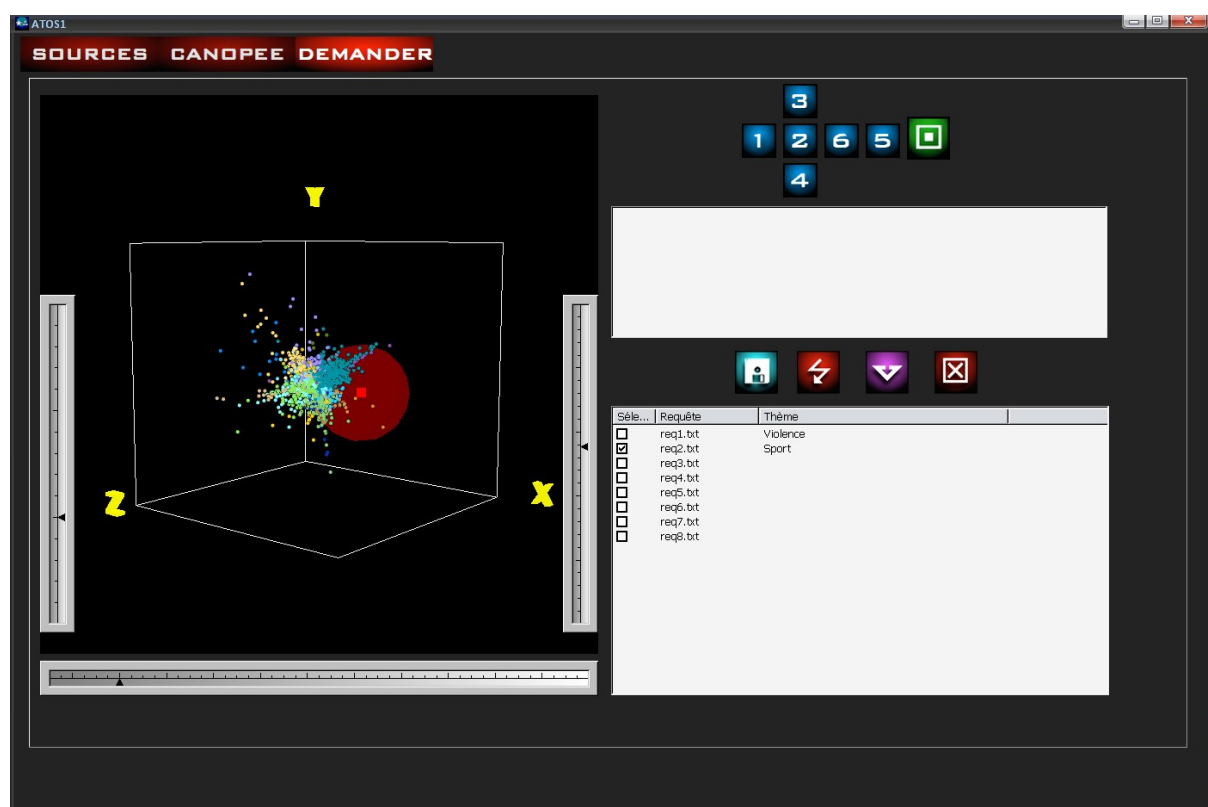 ATOS1
SOURCES CANOPEE DEMANDER
3
1 2 6 5
4
Y
Z
X
Séle... Requête Thème
req1.txt Violence
req2.txt Sport
req3.txt
req4.txt
req5.txt
req6.txt
req7.txt
req8.txt